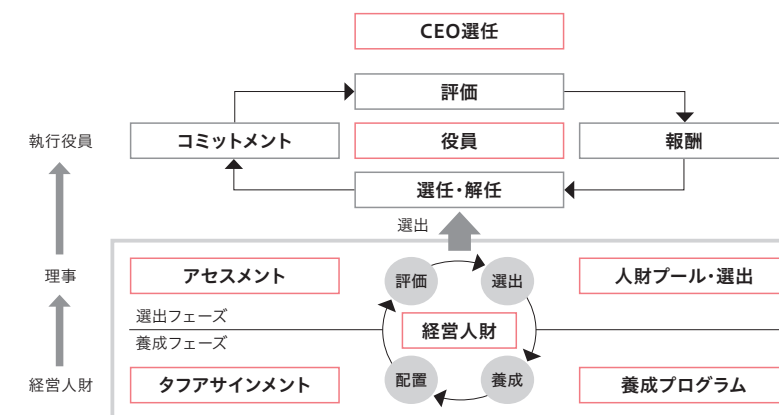 CEO選任
評価
執行役員
コミットメント
役員
報酬
選任・解任
選出
理事
アセスメント
評価
選出
人財プール・選出
選出フェーズ
経営人財
養成フェーズ
経営人財
タフアサインメント
配置
養成
養成プログラム